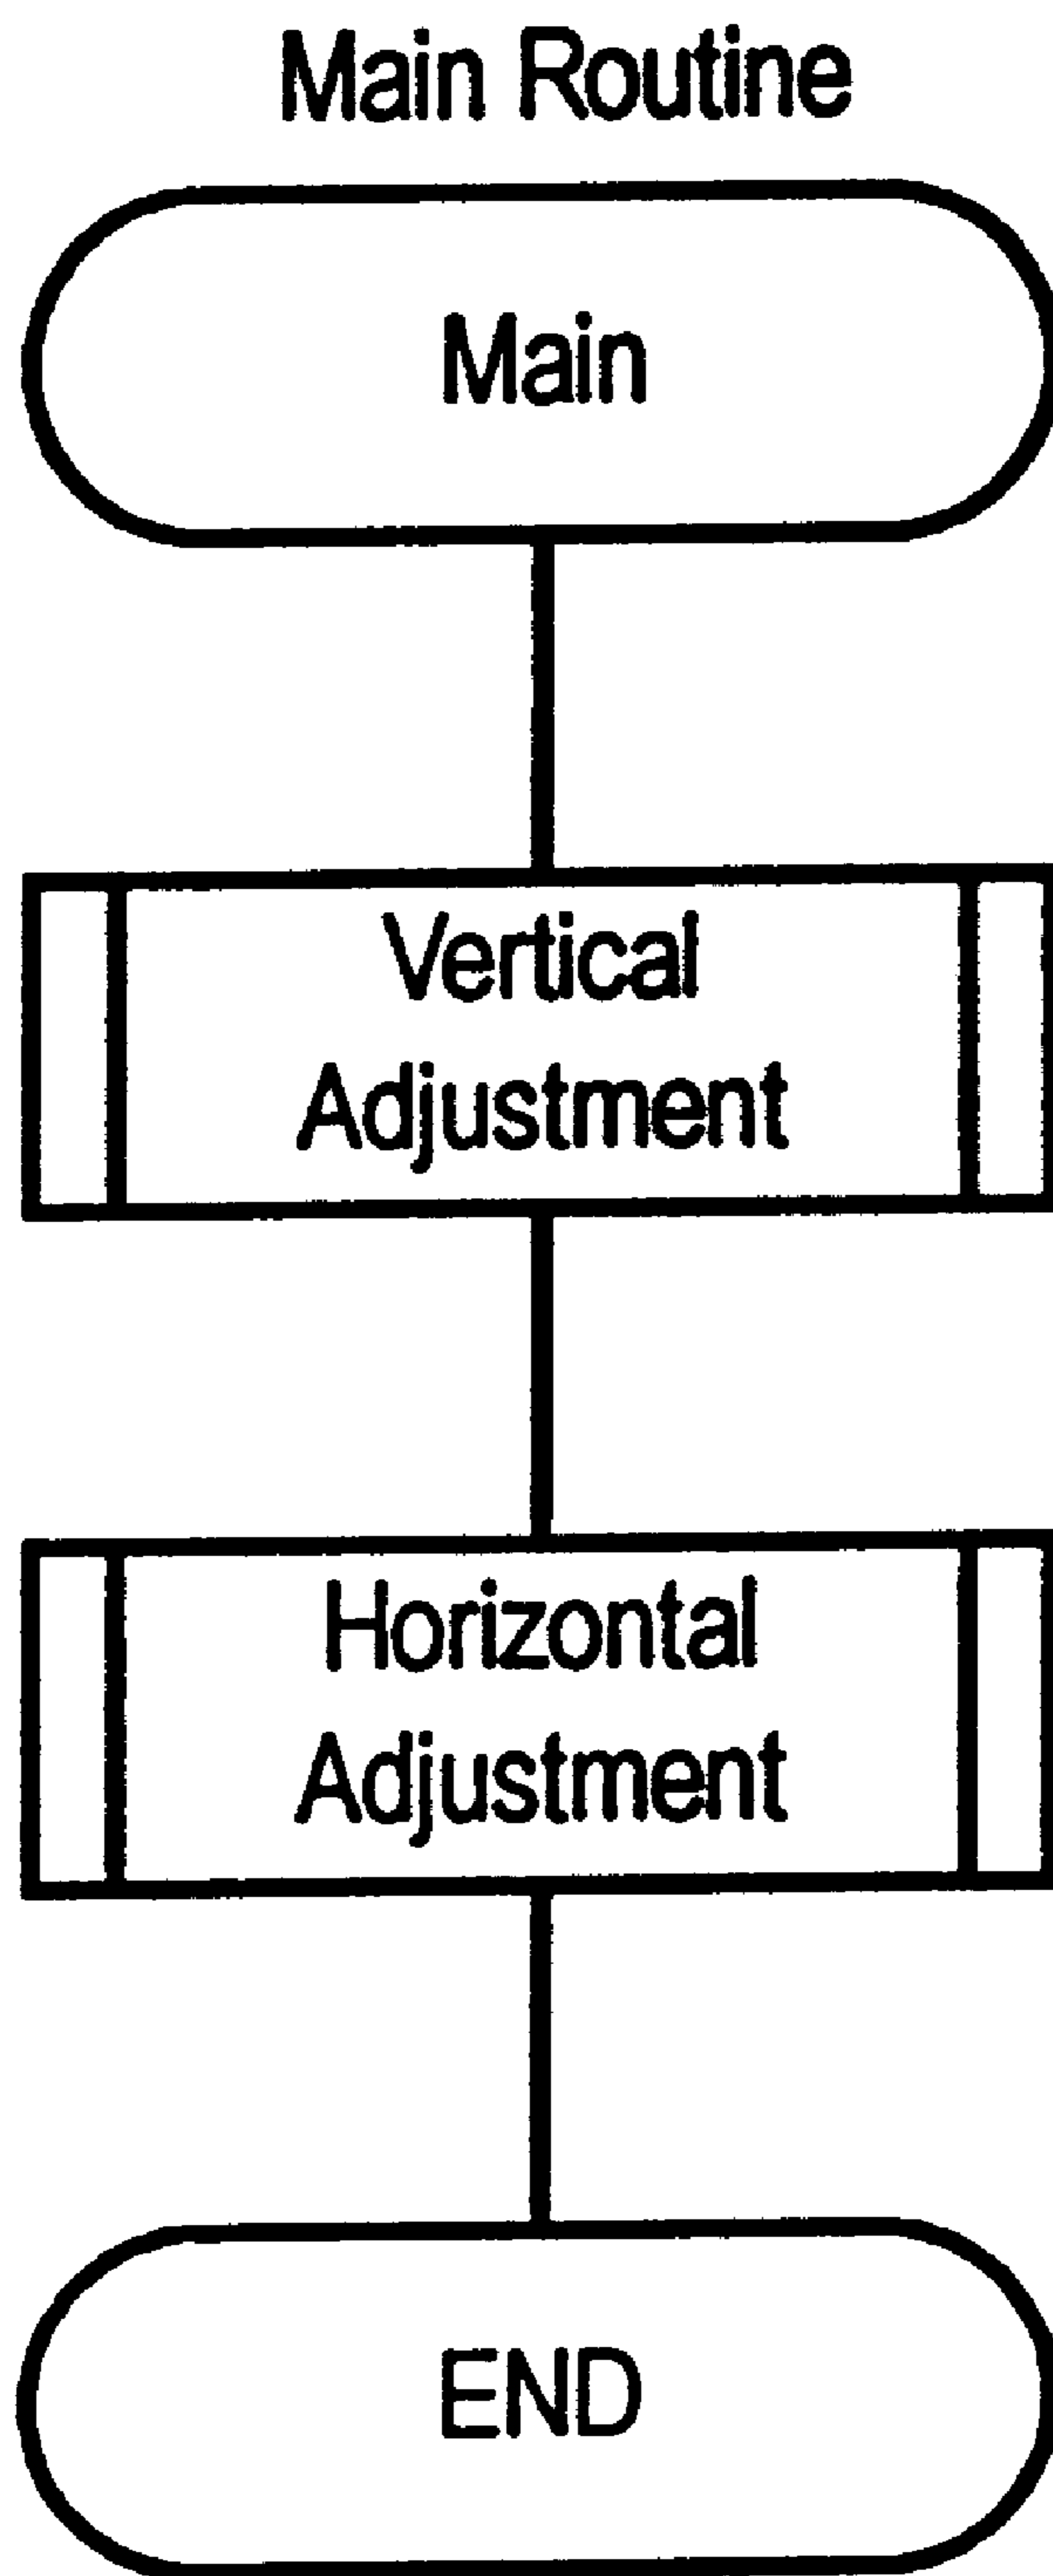 Main Routine
Main
Vertical
Adjustment
Horizontal
Adjustment
END